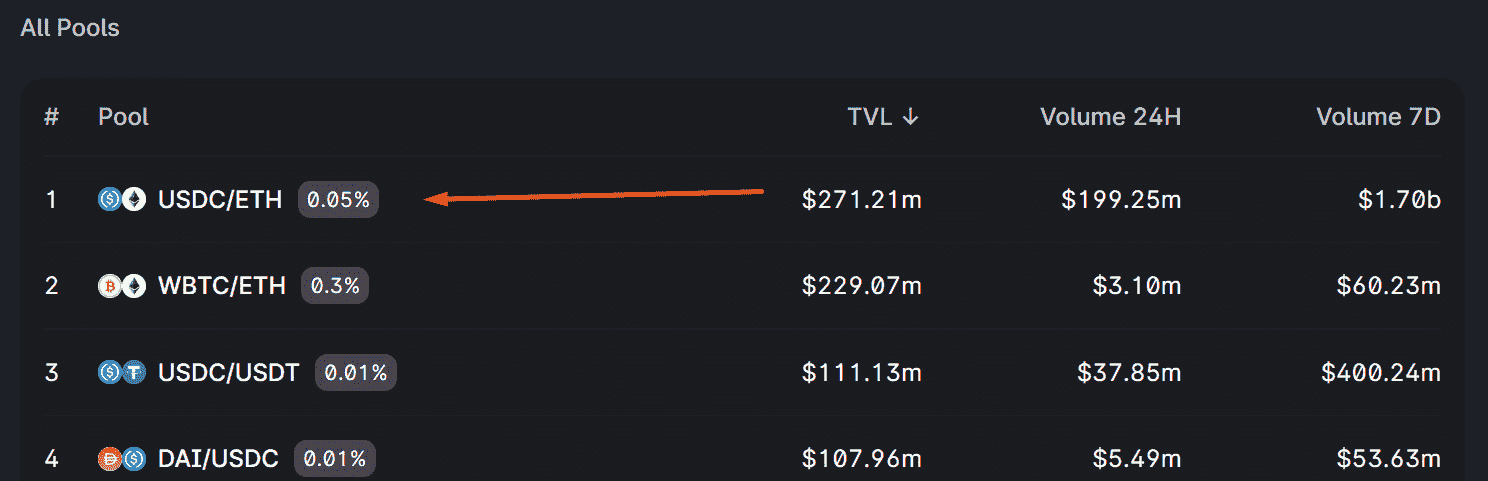 All Pools
# Pool TVL ↓ Volume 24H Volume 7D
1 USDC/ETH 0.05% $271.21m $199.25m $1.70b
2 WBTC/ETH 0.3% $229.07m $3.10m $60.23m
3 USDC/USDT 0.01% $111.13m $37.85m $400.24m
4 DAI/USDC 0.01% $107.96m $5.49m $53.63m